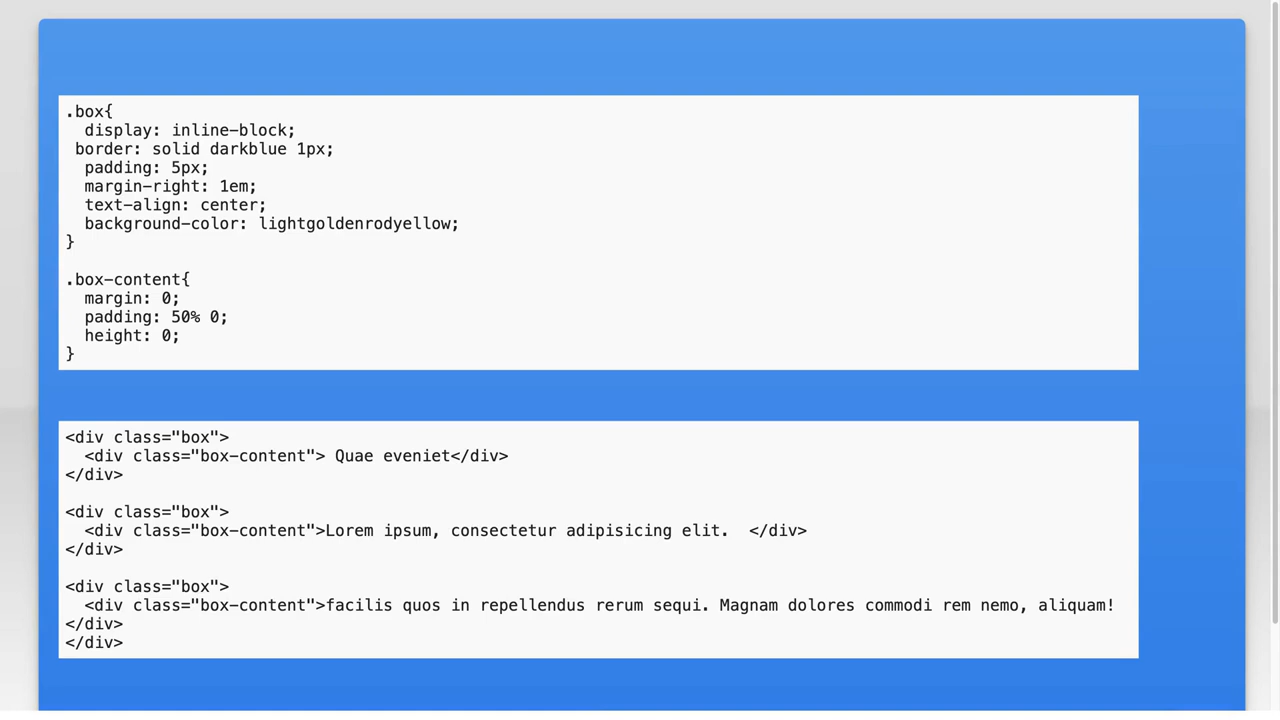 .box{
  display: inline-block;
 border: solid darkblue 1px;
  padding: 5px;
  margin-right: 1em;
  text-align: center;
  background-color: lightgoldenrodyellow;
}

.box-content{
  margin: 0;
  padding: 50% 0;
  height: 0;
}

<div class="box">
  <div class="box-content"> Quae eveniet</div>
</div>

<div class="box">
  <div class="box-content">Lorem ipsum, consectetur adipisicing elit.  </div>
</div>

<div class="box">
  <div class="box-content">facilis quos in repellendus rerum sequi. Magnam dolores commodi rem nemo, aliquam!
</div>
</div>